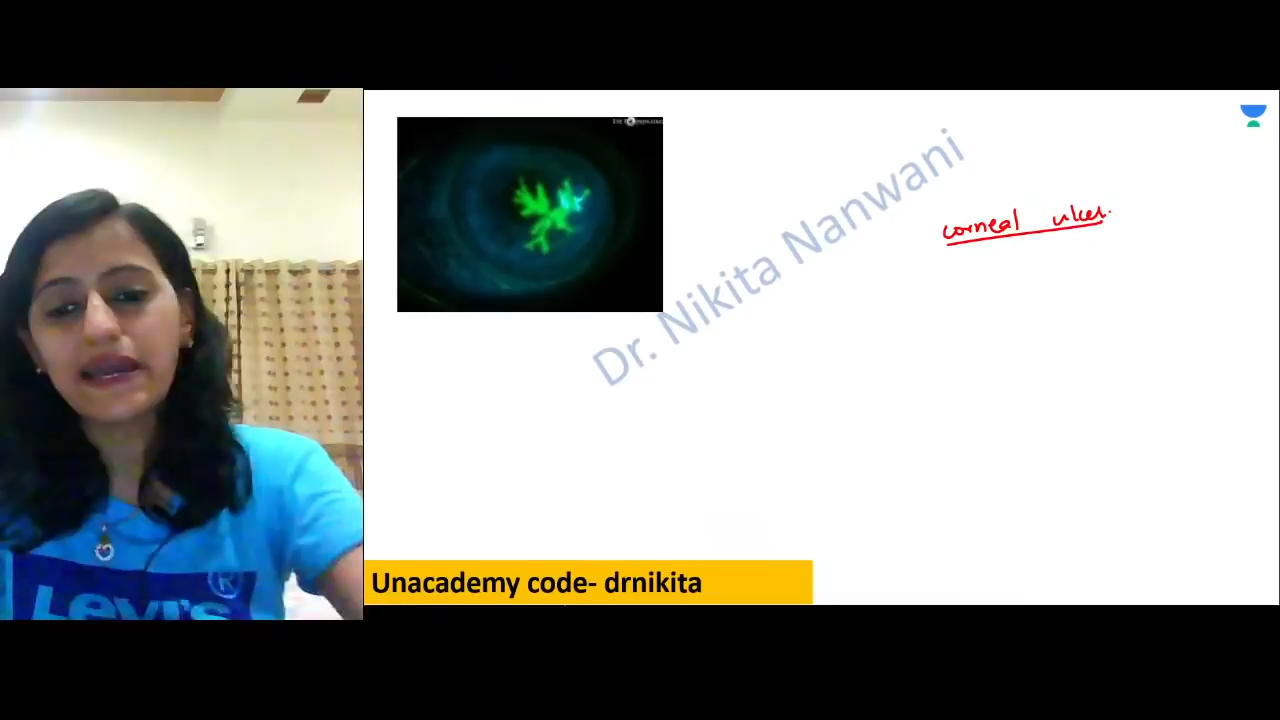 Dr. Nikita Nanwani
corneal ulcer.
Levi's
®
Unacademy code- drnikita